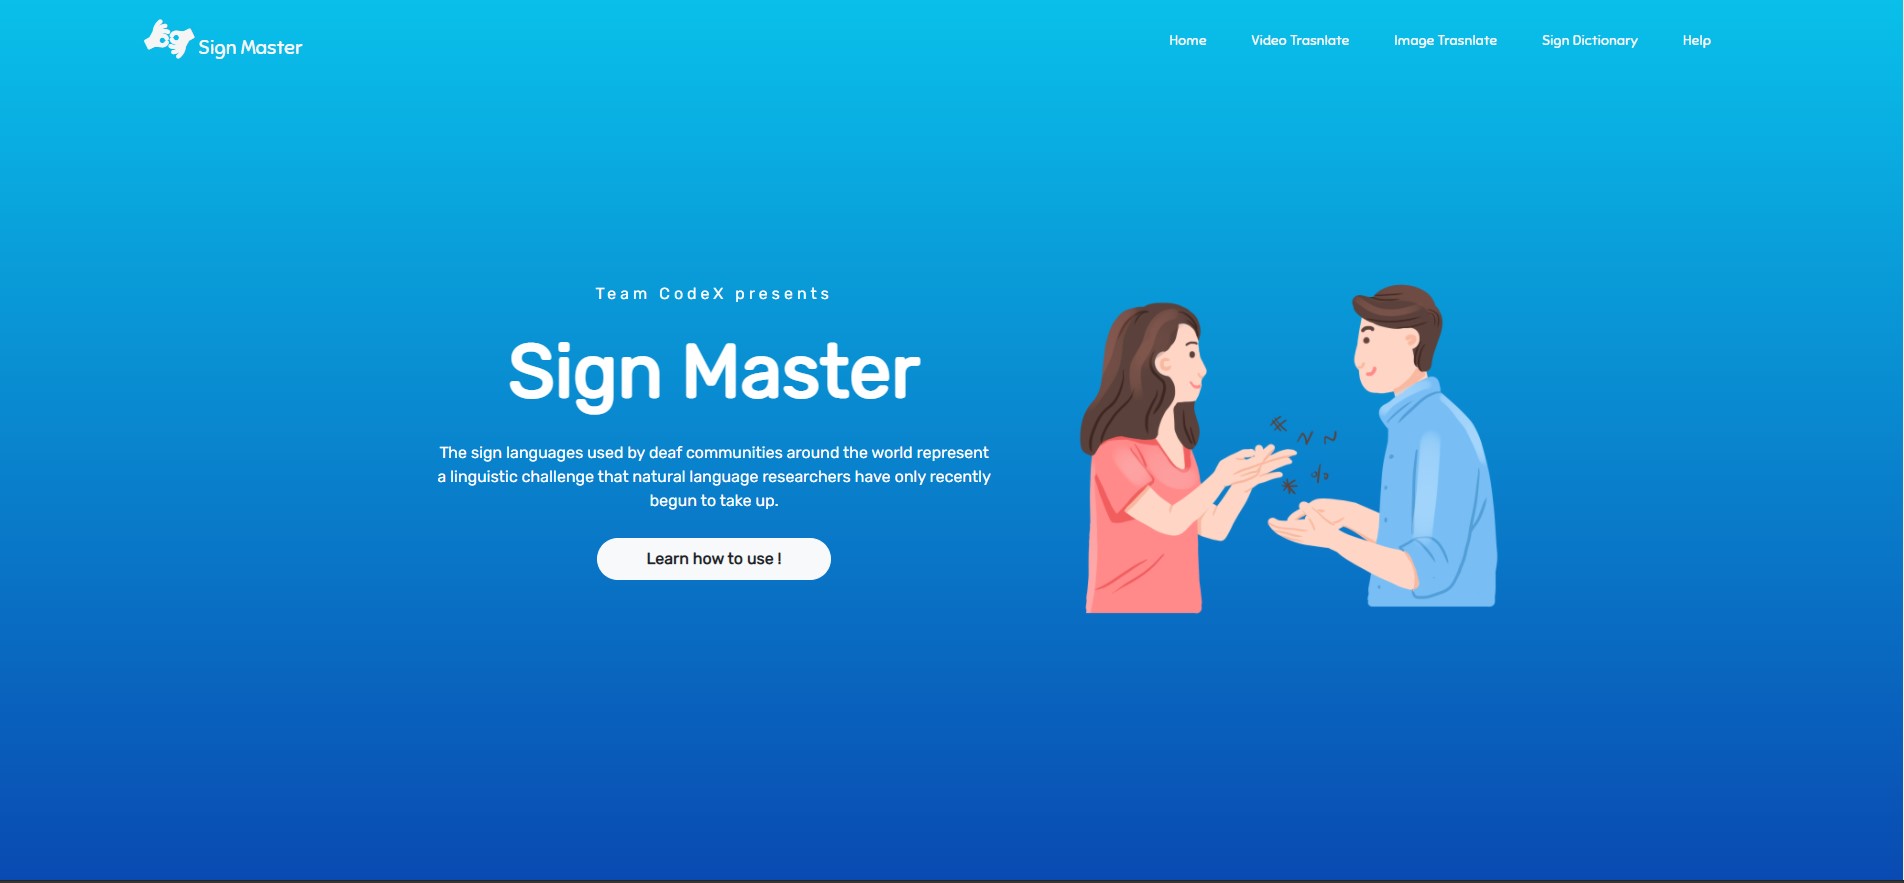 Sign Master
Home
Video Trasnlate
Image Trasnlate
Sign Dictionary
Help
Team CodeX presents
Sign Master
The sign languages used by deaf communities around the world represent
a linguistic challenge that natural language researchers have only recently
begun to take up.
Learn how to use !